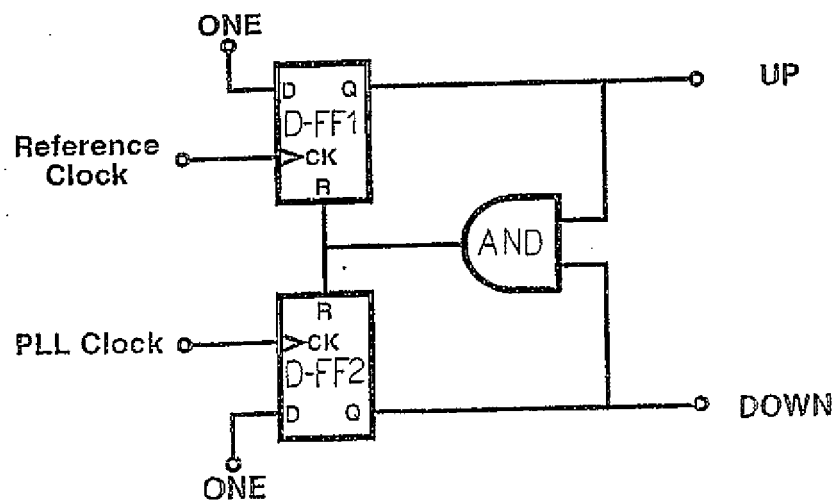 ONE
D Q
UP
D-FF1
Reference
Clock
CK
R
AND
R
PLL Clock
CK
D-FF2
D Q
DOWN
ONE